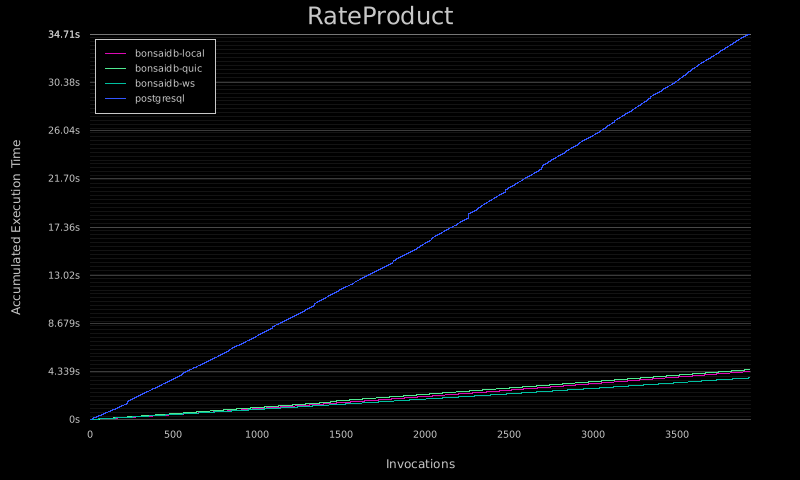 RateProduct
34.71s
30.38s
26.04s
21.70s
17.36s
13.02s
8.679s
4.339s
0s
Accumulated Execution Time
bonsaidb-local
bonsaidb-quic
bonsaidb-ws
postgresql
0 500 1000 1500 2000 2500 3000 3500
Invocations